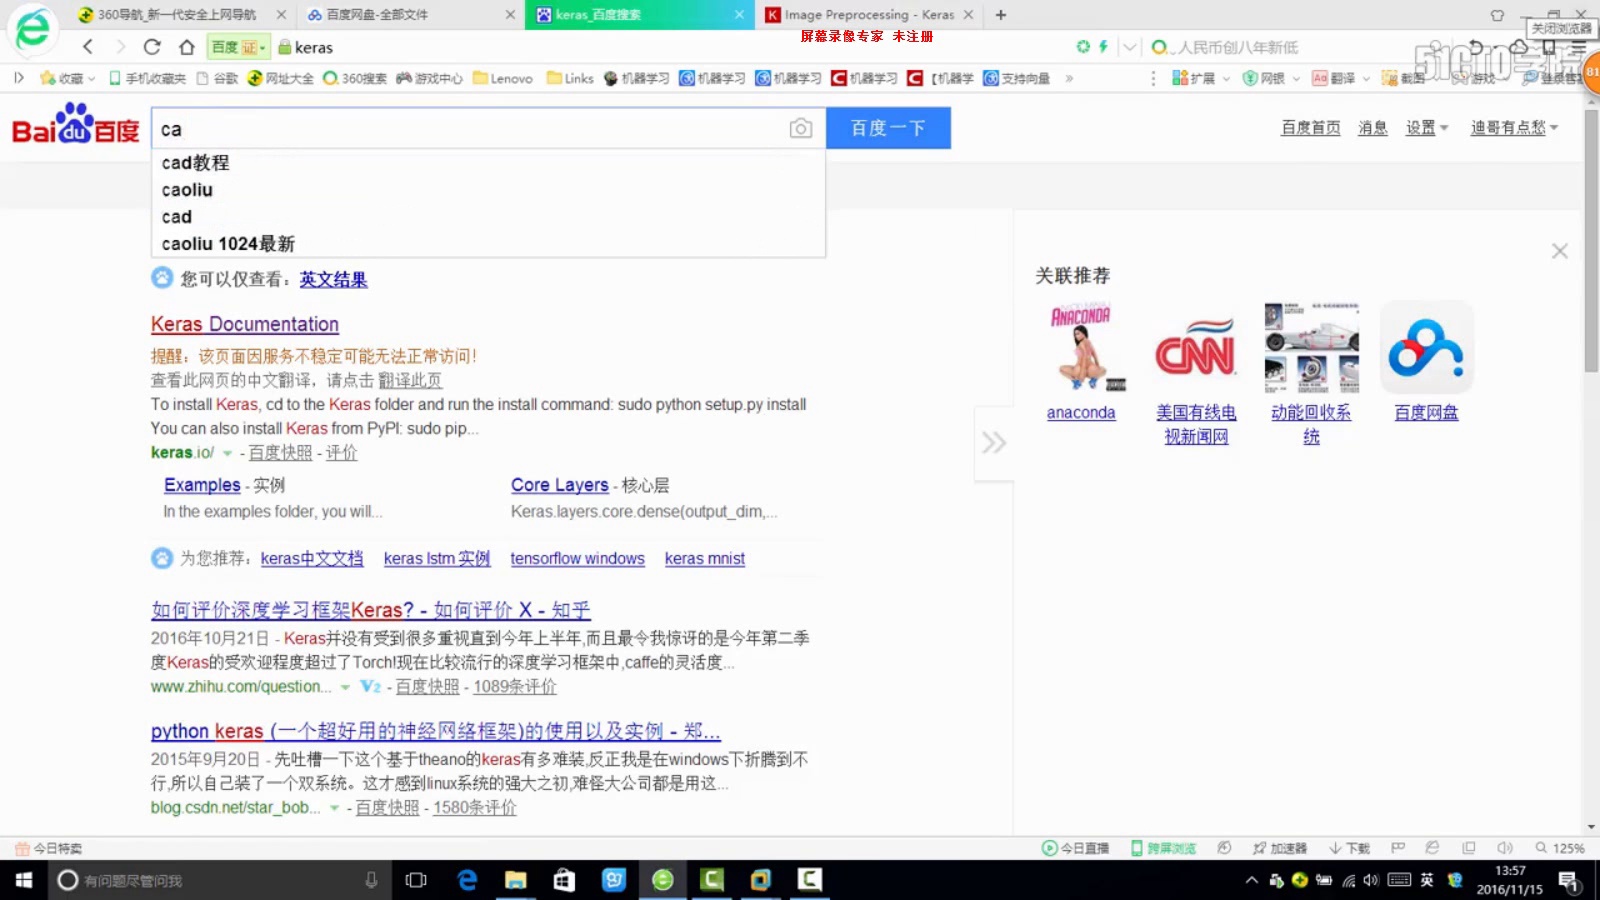 360导航_新一代安全上网导航
百度网盘-全部文件
keras_百度搜索
Image Preprocessing - Keras
屏幕录像专家 未注册
关闭浏览器
百度 证
keras
人民币创八年新低
51CTO学院
收藏
手机收藏夹
谷歌
网址大全
360搜索
游戏中心
Lenovo
Links
机器学习
机器学习
机器学习
机器学习
【机器学
支持向量
扩展
网银
翻译
截图
游戏
登录管家
81
Bai du 百度
ca
百度一下
百度首页
消息
设置
迪哥有点愁
cad教程
caoliu
cad
caoliu 1024最新
您可以仅查看：英文结果
Keras Documentation
提醒：该页面因服务不稳定可能无法正常访问！
查看此网页的中文翻译，请点击 翻译此页
To install Keras, cd to the Keras folder and run the install command: sudo python setup.py install
You can also install Keras from PyPI: sudo pip...
keras.io/ - 百度快照 - 评价
Examples - 实例
In the examples folder, you will...
Core Layers - 核心层
Keras.layers.core.dense(output_dim,...
为您推荐：keras中文文档 keras lstm 实例 tensorflow windows keras mnist
如何评价深度学习框架Keras? - 如何评价 X - 知乎
2016年10月21日 - Keras并没有受到很多重视直到今年上半年,而且最令我惊讶的是今年第二季
度Keras的受欢迎程度超过了Torch!现在比较流行的深度学习框架中,caffe的灵活度...
www.zhihu.com/question... V2 - 百度快照 - 1089条评价
python keras (一个超好用的神经网络框架)的使用以及实例 - 郑...
2015年9月20日 - 先吐槽一下这个基于theano的keras有多难装,反正我是在windows下折腾到不
行,所以自己装了一个双系统。这才感到linux系统的强大之初,难怪大公司都是用这...
blog.csdn.net/star_bob... - 百度快照 - 1580条评价
关联推荐
ANACONDA
CNN
anaconda
美国有线电
视新闻网
动能回收系
统
百度网盘
今日特卖
今日直播
跨屏浏览
加速器
下载
125%
有问题尽管问我
英
13:57
2016/11/15
1